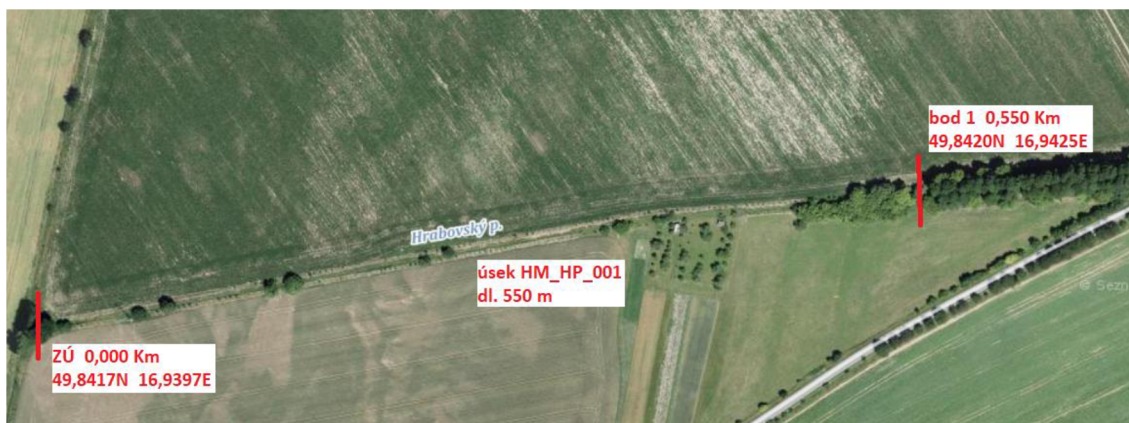 bod 1 0,550 Km
49,8420N 16,9425E
Hrabovský p.
úsek HM_HP_001
dl. 550 m
ZÚ 0,000 Km
49,8417N 16,9397E